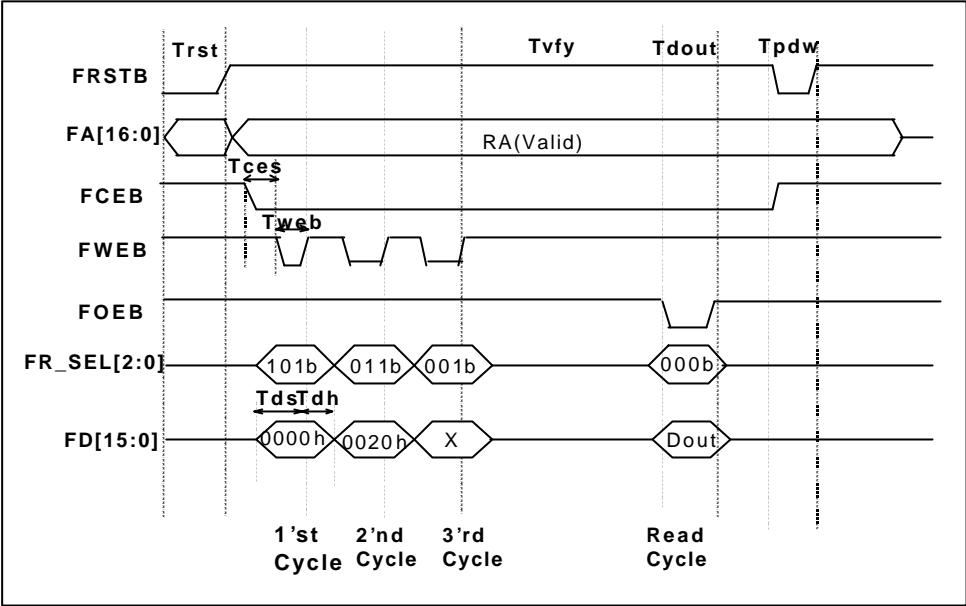 Trst Tvfy Tdout Tpdw
FRSTB
FA[16:0] RA(Valid)
Tces
FCEB
Tweb
FWEB
FOEB
FR_SEL[2:0] 101b 011b 001b 000b
Tds Tdh
FD[15:0] 0000h 0020h X Dout
1’st 2’nd 3’rd Read
Cycle Cycle Cycle Cycle